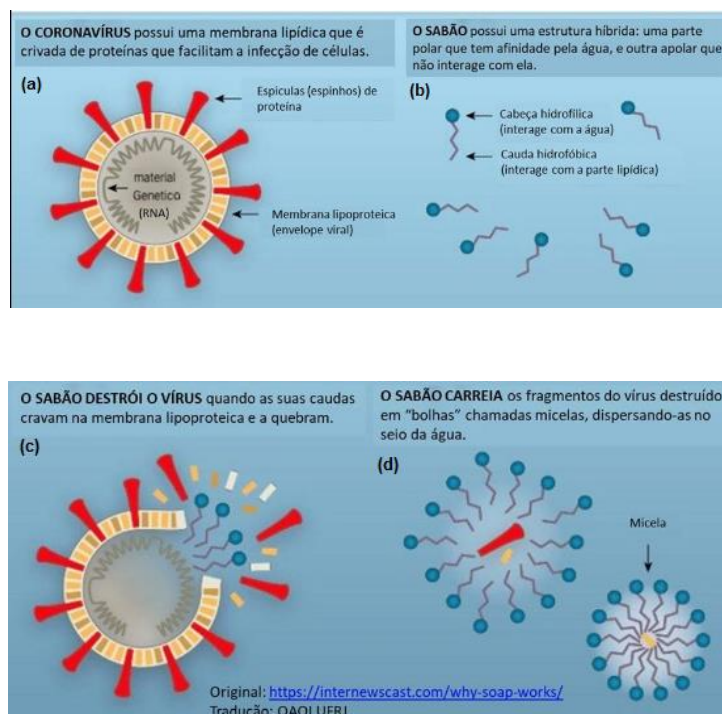 O CORONAVÍRUS possui uma membrana lipídica que é
crivada de proteínas que facilitam a infecção de células.
(a)
Espiculas (espinhos) de
proteína
material
Genetico
(RNA)
Membrana lipoproteica
(envelope viral)
O SABÃO possui uma estrutura híbrida: uma parte
polar que tem afinidade pela água, e outra apolar que
não interage com ela.
(b)
Cabeça hidrofílica
(interage com a água)
Cauda hidrofóbica
(interage com a parte lipídica)
O SABÃO DESTRÓI O VÍRUS quando as suas caudas
cravam na membrana lipoproteica e a quebram.
(c)
O SABÃO CARREIA os fragmentos do vírus destruído
em "bolhas" chamadas micelas, dispersando-as no
seio da água.
(d)
Micela
Original: https://internewscast.com/why-soap-works/
Tradução: